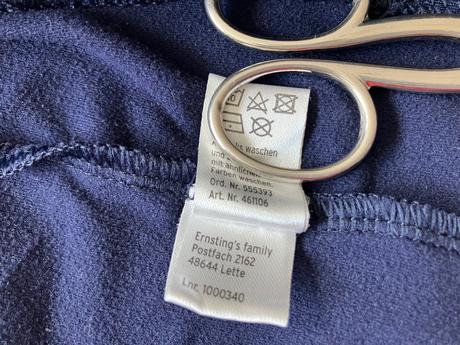 waschen
und
mit ähnlichen
Farben waschen.
Ord. Nr. 555393
Art. Nr. 461106
Ernsting's family
Postfach 2162
48644 Lette
Lnr. 1000340